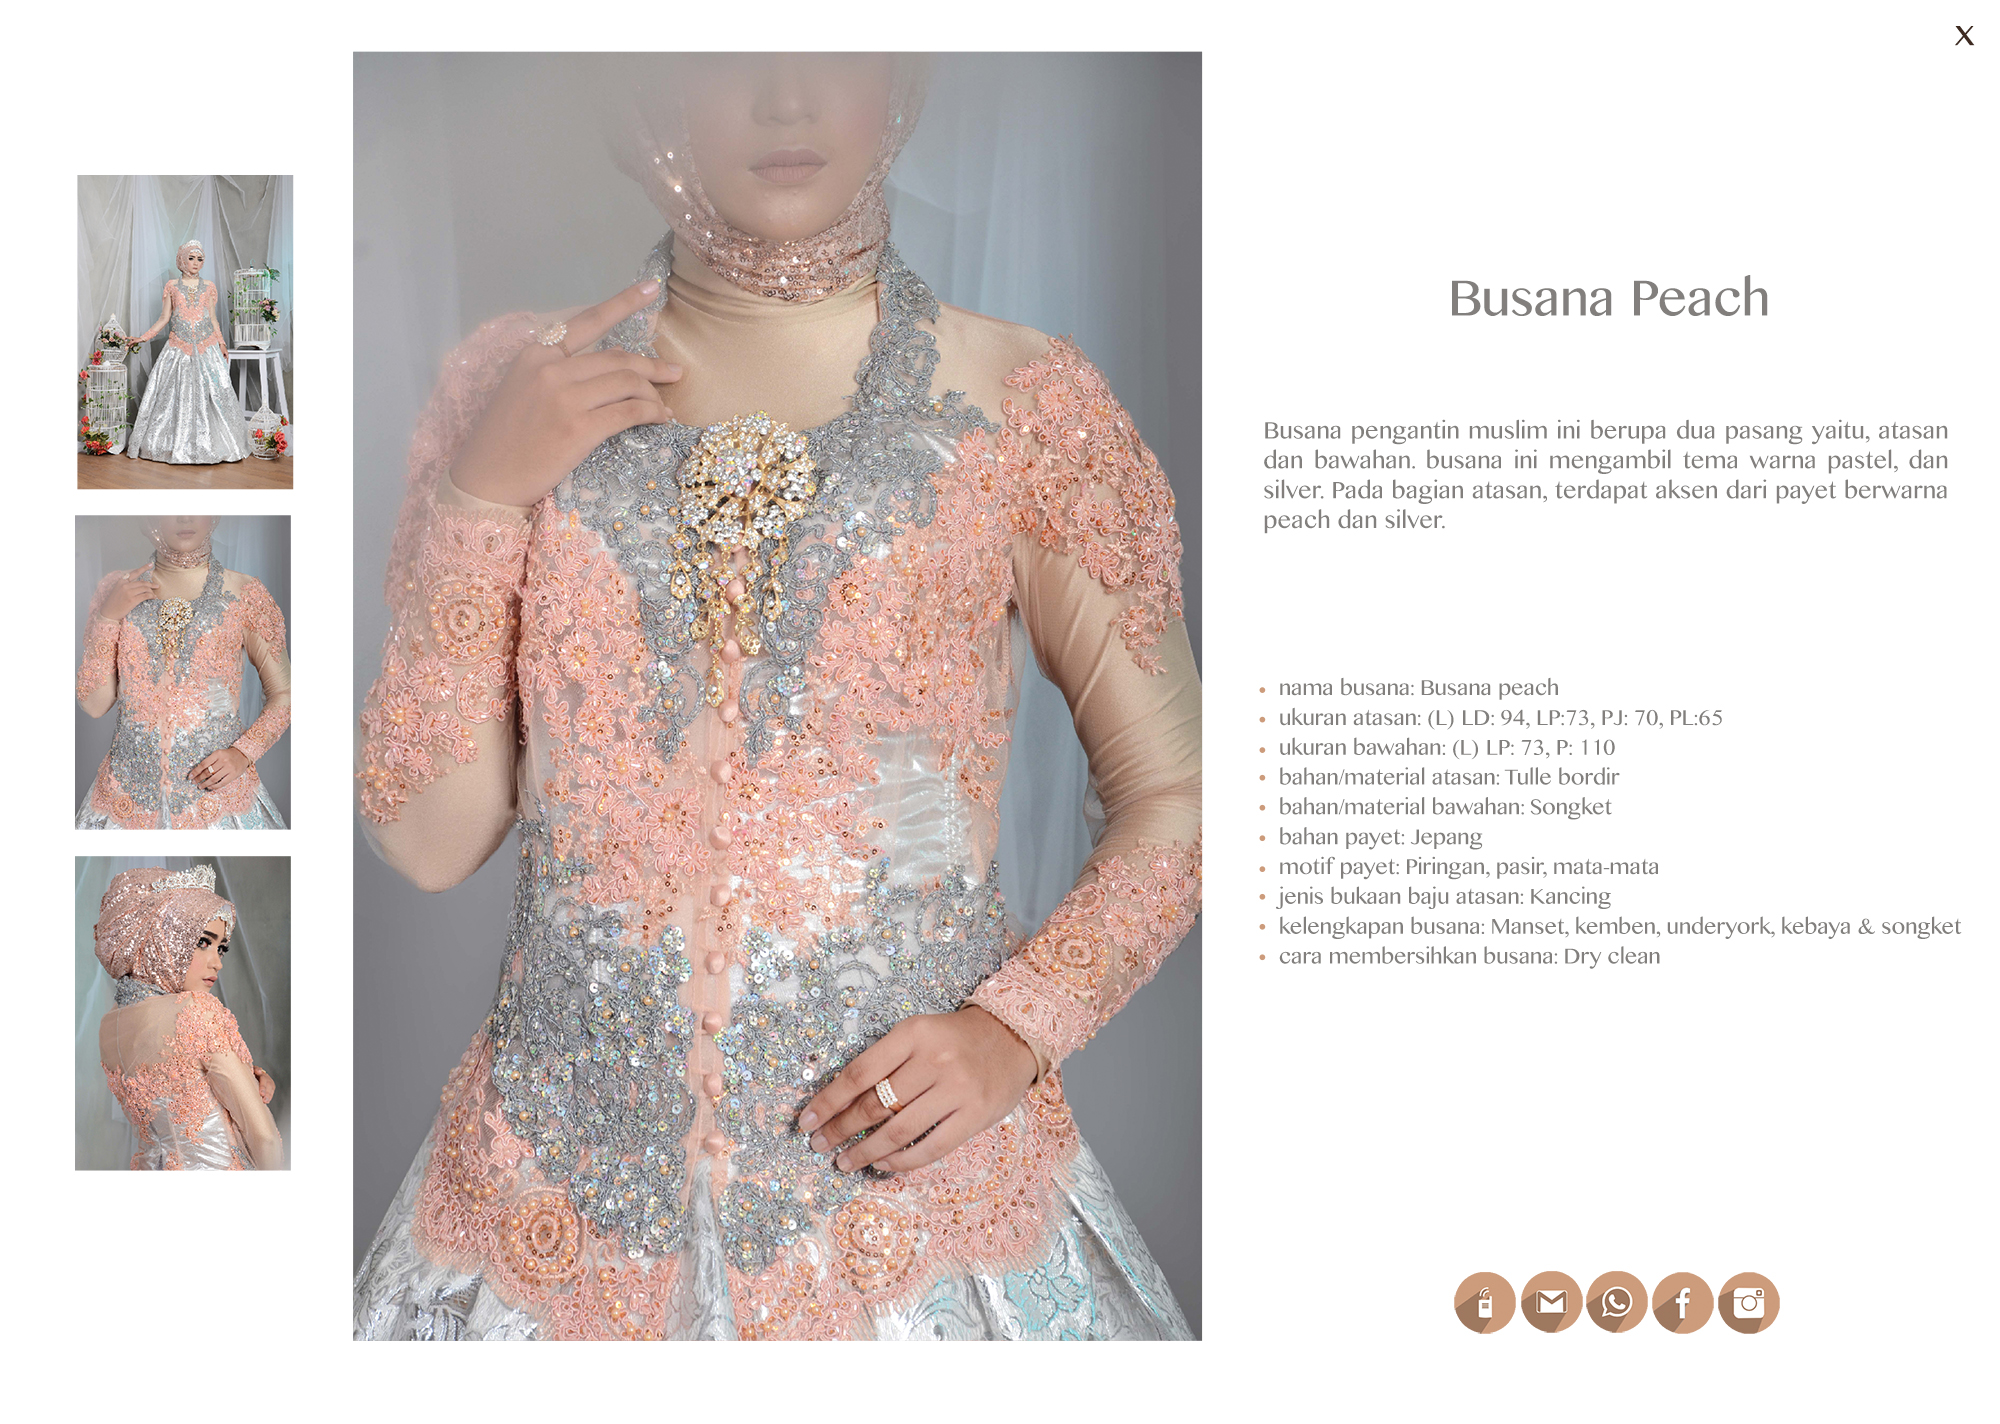 X
Busana Peach
Busana pengantin muslim ini berupa dua pasang yaitu, atasan
dan bawahan. busana ini mengambil tema warna pastel, dan
silver. Pada bagian atasan, terdapat aksen dari payet berwarna
peach dan silver.
• nama busana: Busana peach
• ukuran atasan: (L) LD: 94, LP:73, PJ: 70, PL:65
• ukuran bawahan: (L) LP: 73, P: 110
• bahan/material atasan: Tulle bordir
• bahan/material bawahan: Songket
• bahan payet: Jepang
• motif payet: Piringan, pasir, mata-mata
• jenis bukaan baju atasan: Kancing
• kelengkapan busana: Manset, kemben, underyork, kebaya & songket
• cara membersihkan busana: Dry clean